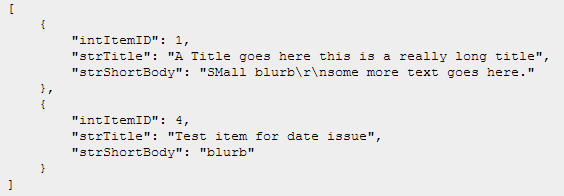 [
    {
        "intItemID": 1,
        "strTitle": "A Title goes here this is a really long title",
        "strShortBody": "SMall blurb\r\nsome more text goes here."
    },
    {
        "intItemID": 4,
        "strTitle": "Test item for date issue",
        "strShortBody": "blurb"
    }
]